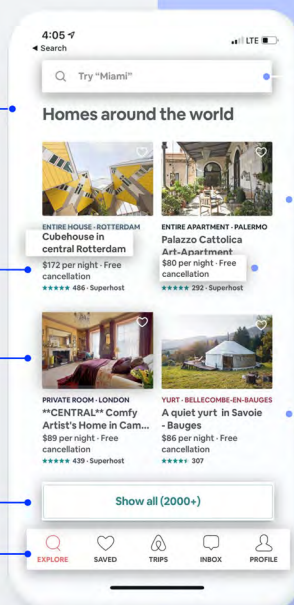 4:05
LTE
◀ Search
Try “Miami”
Homes around the world
ENTIRE HOUSE · ROTTERDAM
Cubehouse in
central Rotterdam
$172 per night · Free
cancellation
★★★★★ 486 · Superhost
ENTIRE APARTMENT · PALERMO
Palazzo Cattolica
Art-Apartment
$80 per night · Free
cancellation
★★★★★ 292 · Superhost
PRIVATE ROOM · LONDON
**CENTRAL** Comfy
Artist's Home in Cam...
$89 per night · Free
cancellation
★★★★★ 439 · Superhost
YURT · BELLECOMBE-EN-BAUGES
A quiet yurt in Savoie
- Bauges
$86 per night · Free
cancellation
★★★★★ 307
Show all (2000+)
EXPLORE SAVED TRIPS INBOX PROFILE